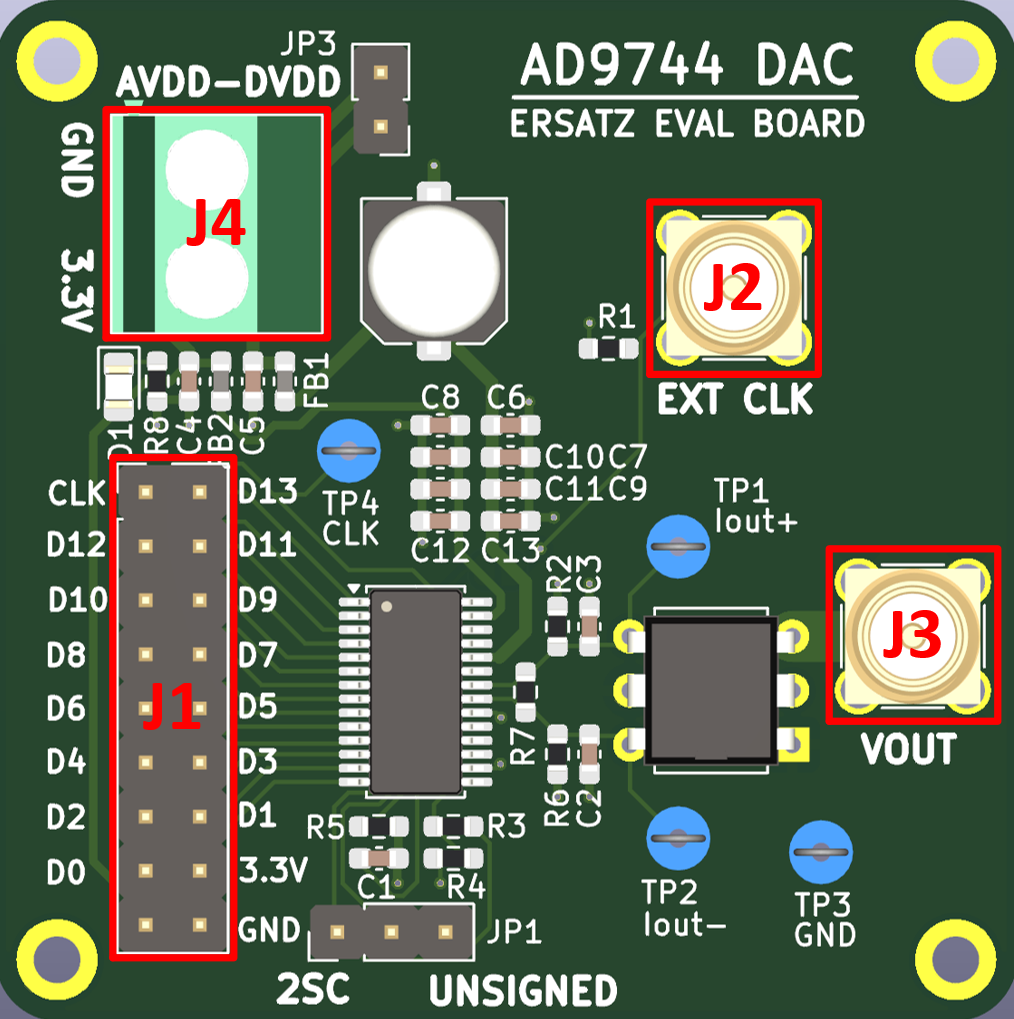 JP3
AVDD-DVDD
AD9744 DAC
ERSATZ EVAL BOARD
GND
3.3V
J4
J2
R1
EXT CLK
D1
R8
C4
FB2
C5
FB1
C8 C6
C10 C7
C11 C9
C12 C13
TP4
CLK
TP1
Iout+
CLK D13
D12 D11
D10 D9
D8 D7
D6 D5
D4 D3
D2 D1
D0 3.3V
GND
J1
R2
C3
R7
R6
C2
J3
VOUT
R5 R3
C1 R4
JP1
2SC UNSIGNED
TP2
Iout-
TP3
GND